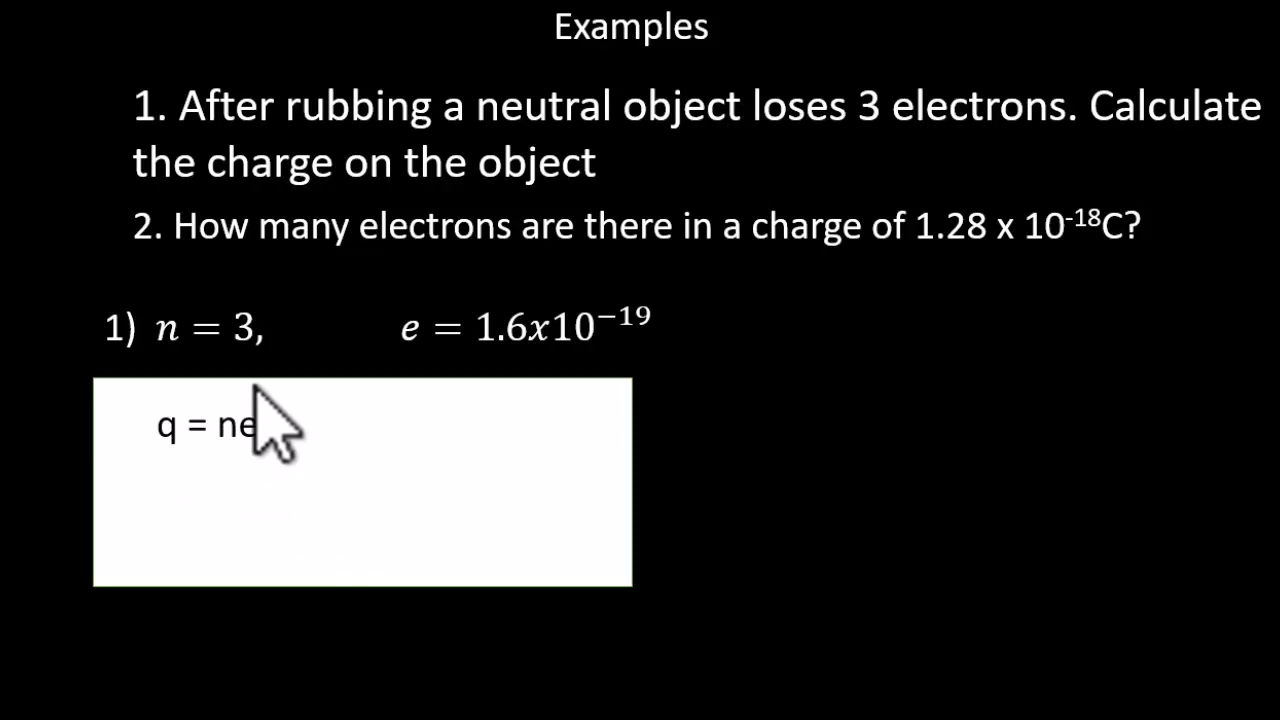 Examples
1. After rubbing a neutral object loses 3 electrons. Calculate
the charge on the object
2. How many electrons are there in a charge of 1.28 x 10⁻¹⁸C?
1) n = 3, e = 1.6x10⁻¹⁹
q = ne